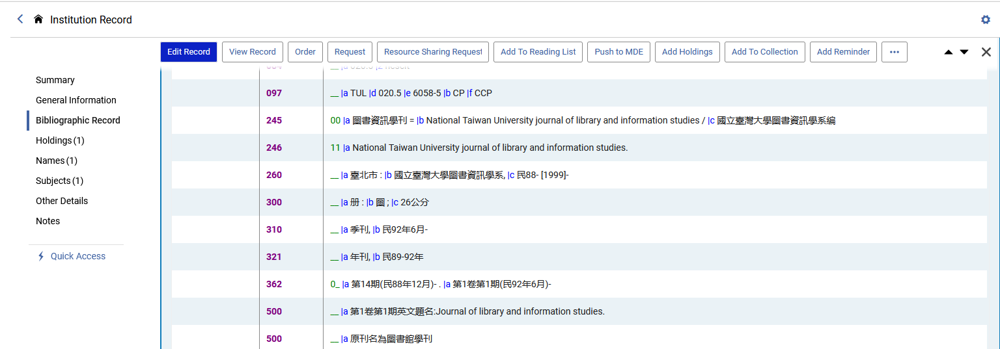 Institution Record
Edit Record View Record Order Request Resource Sharing Request Add To Reading List Push to MDE Add Holdings Add To Collection Add Reminder ...
Summary
General Information
Bibliographic Record
Holdings (1)
Names (1)
Subjects (1)
Other Details
Notes
Quick Access
097 __ |a TUL |d 020.5 |e 6058-5 |b CP |f CCP
245 00 |a 圖書資訊學刊 = |b National Taiwan University journal of library and information studies / |c 國立臺灣大學圖書資訊學系編
246 11 |a National Taiwan University journal of library and information studies.
260 __ |a 臺北市 : |b 國立臺灣大學圖書資訊學系, |c 民88- [1999]-
300 __ |a 册 : |b 圖 ; |c 26公分
310 __ |a 季刊, |b 民92年6月-
321 __ |a 年刊, |b 民89-92年
362 0_ |a 第14期(民88年12月)- . |a 第1卷第1期(民92年6月)-
500 __ |a 第1卷第1期英文題名:Journal of library and information studies.
500 __ |a 原刊名為圖書館學刊